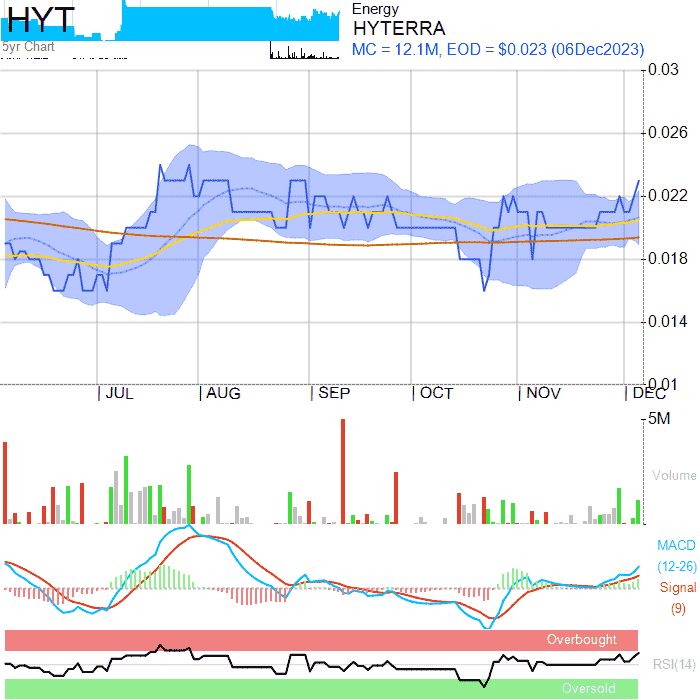 HYT
5yr Chart
Energy
HYTERRA
MC = 12.1M, EOD = $0.023 (06Dec2023)
0.03
0.026
0.022
0.018
0.014
0.01
JUL
AUG
SEP
OCT
NOV
DEC
5M
Volume
MACD
(12-26)
Signal
(9)
Overbought
RSI(14)
Oversold